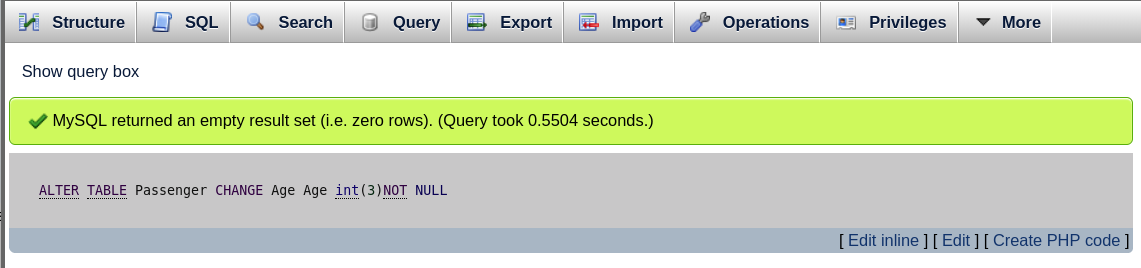 Structure SQL Search Query Export Import Operations Privileges More
Show query box
MySQL returned an empty result set (i.e. zero rows). (Query took 0.5504 seconds.)
ALTER TABLE Passenger CHANGE Age Age int(3)NOT NULL
[ Edit inline ] [ Edit ] [ Create PHP code ]